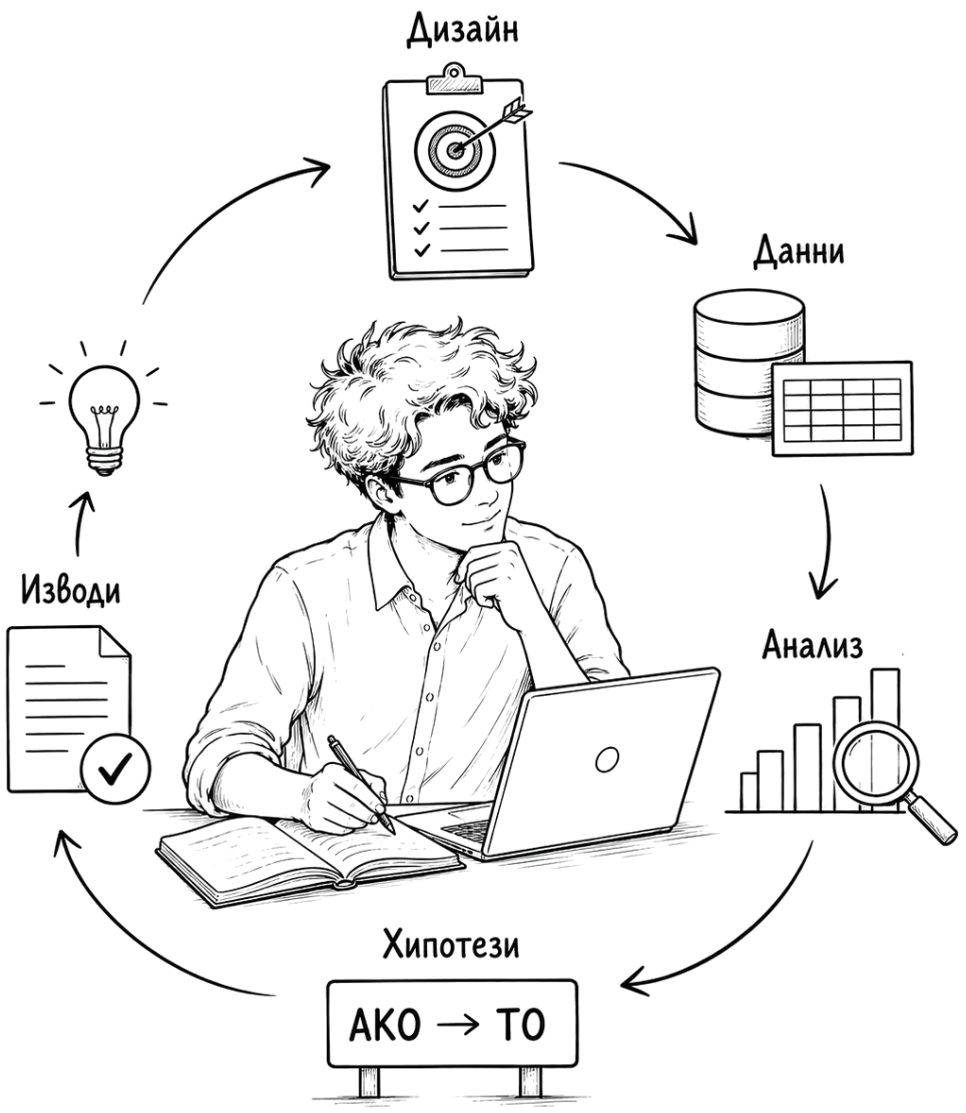 Дизайн
Данни
Изводи
Анализ
Хипотези
АКО → ТО